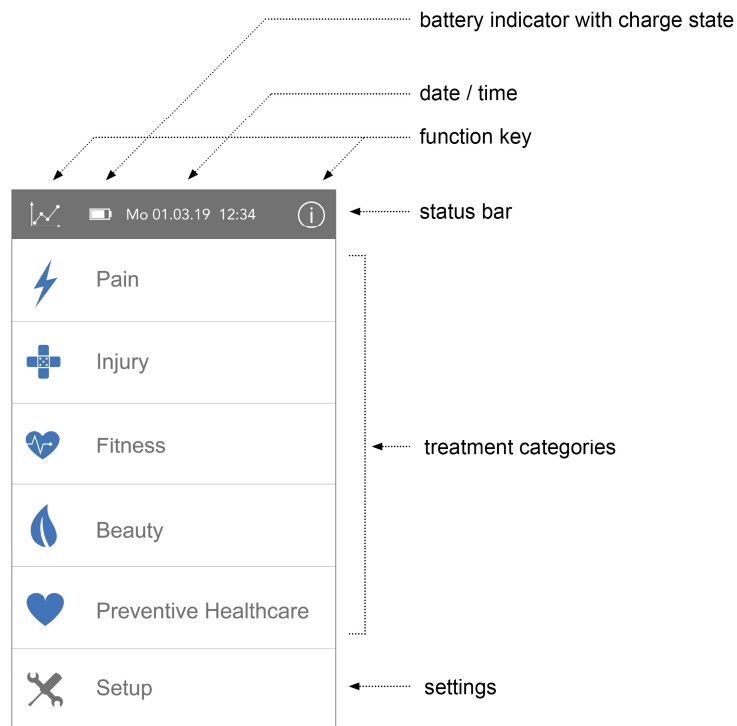 battery indicator with charge state
date / time
function key
Mo 01.03.19 12:34
status bar
Pain
Injury
Fitness
treatment categories
Beauty
Preventive Healthcare
Setup
settings